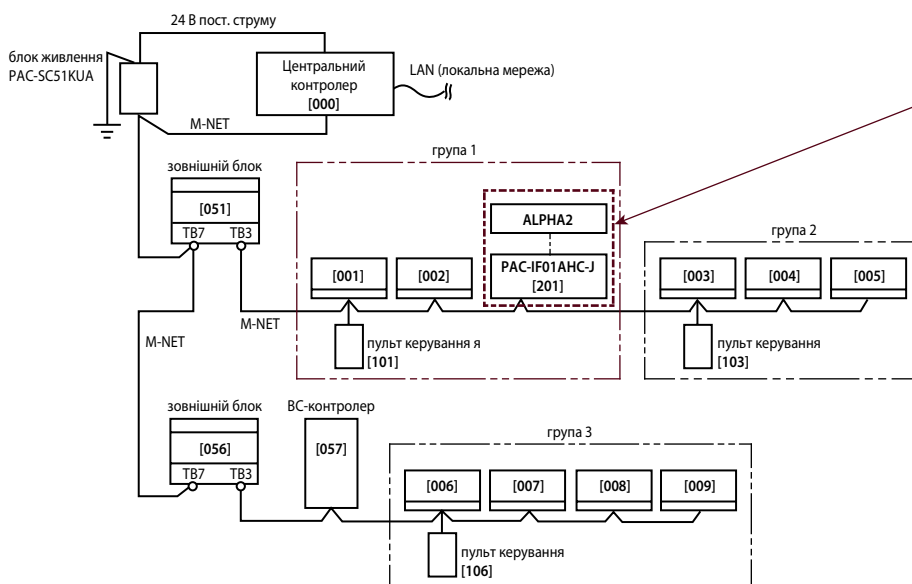 24 В пост. струму
блок живлення
PAC-SC51KUA
Центральний
контролер
[000]
LAN (локальна мережа)
M-NET
група 1
зовнішній блок
[051]
TB7 TB3
ALPHA2
PAC-IF01AHC-J
[201]
[001]
[002]
група 2
[003]
[004]
[005]
M-NET
M-NET
пульт керування я
[101]
пульт керування
[103]
зовнішній блок
[056]
TB7 TB3
BC-контролер
[057]
група 3
[006]
[007]
[008]
[009]
пульт керування
[106]